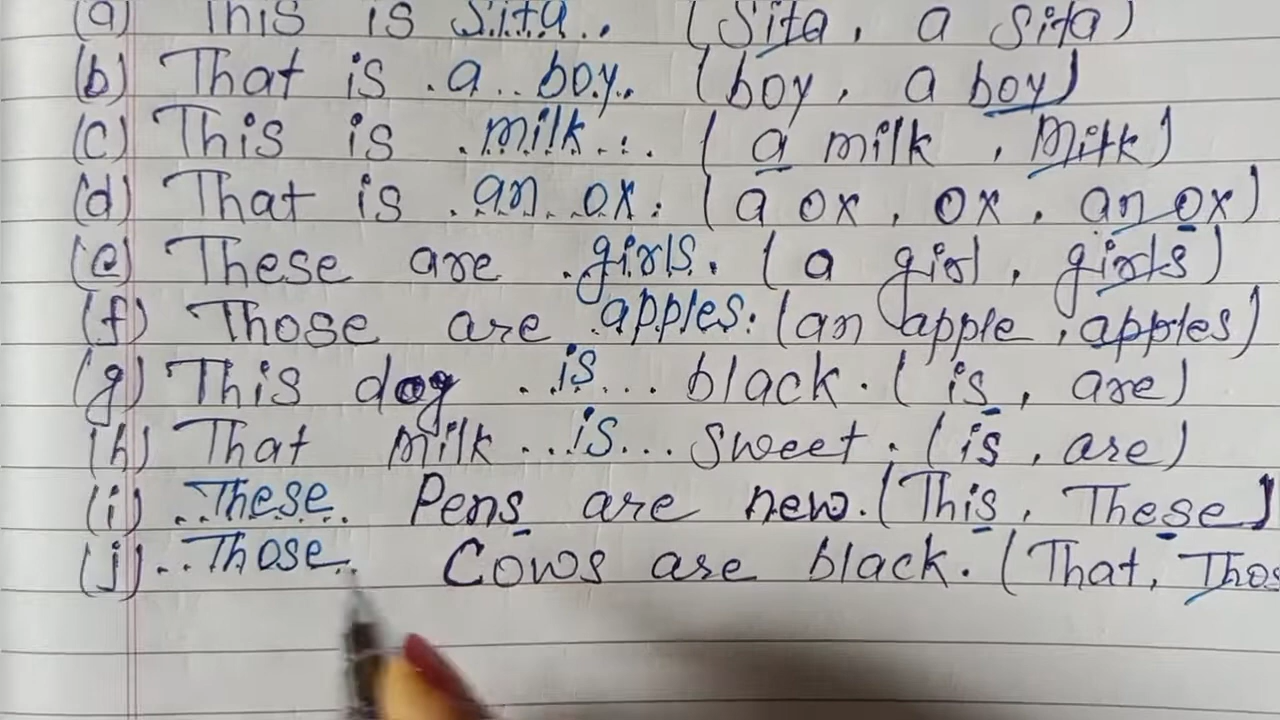 (a) This is Sita.. (Sita, a Sita)
(b) That is .a..boy.. (boy, a boy)
(c) This is .milk... (a milk, Milk)
(d) That is .an ox. (a ox, ox, an ox)
(e) These are .girls. (a girl, girls)
(f) Those are .apples. (an apple, apples)
(g) This dog ..is... black. (is, are)
(h) That milk ...is... sweet. (is, are)
(i) ..These.. Pens are new. (This, These)
(j) ..Those.. Cows are black. (That, Thos